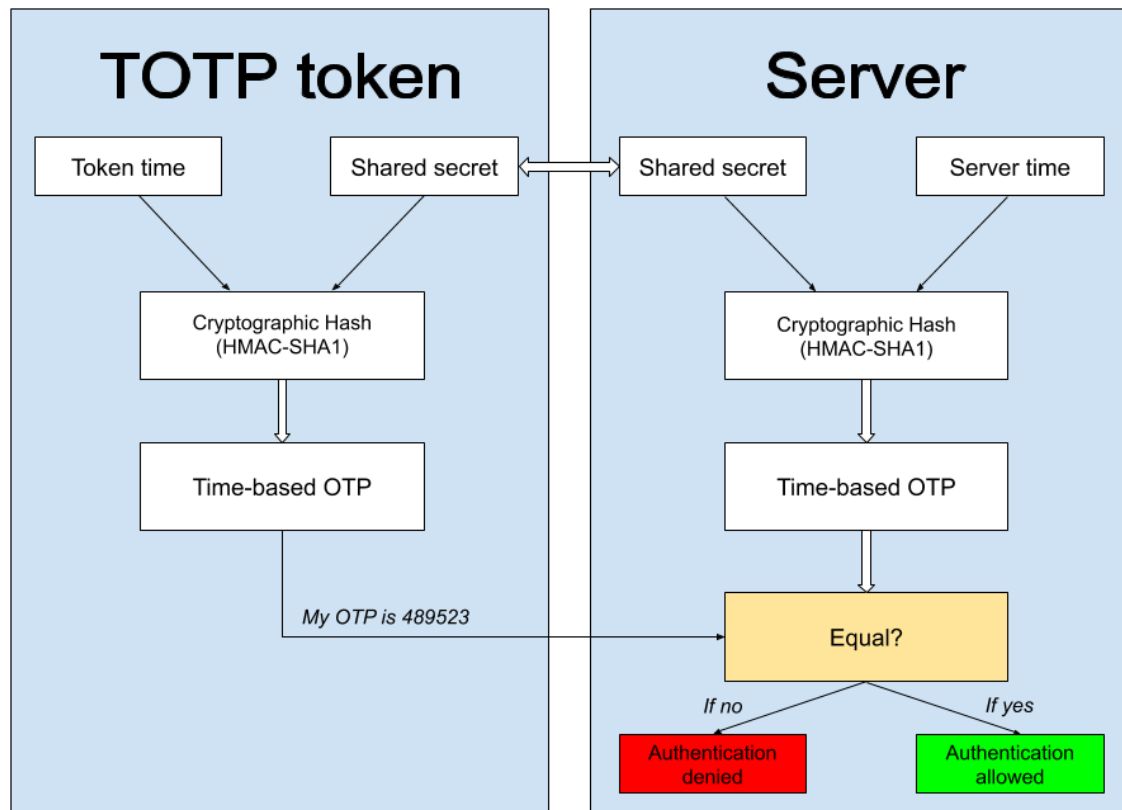 TOTP token
Token time
Shared secret
Cryptographic Hash
(HMAC-SHA1)
Time-based OTP
My OTP is 489523
Server
Shared secret
Server time
Cryptographic Hash
(HMAC-SHA1)
Time-based OTP
Equal?
If no
If yes
Authentication
denied
Authentication
allowed